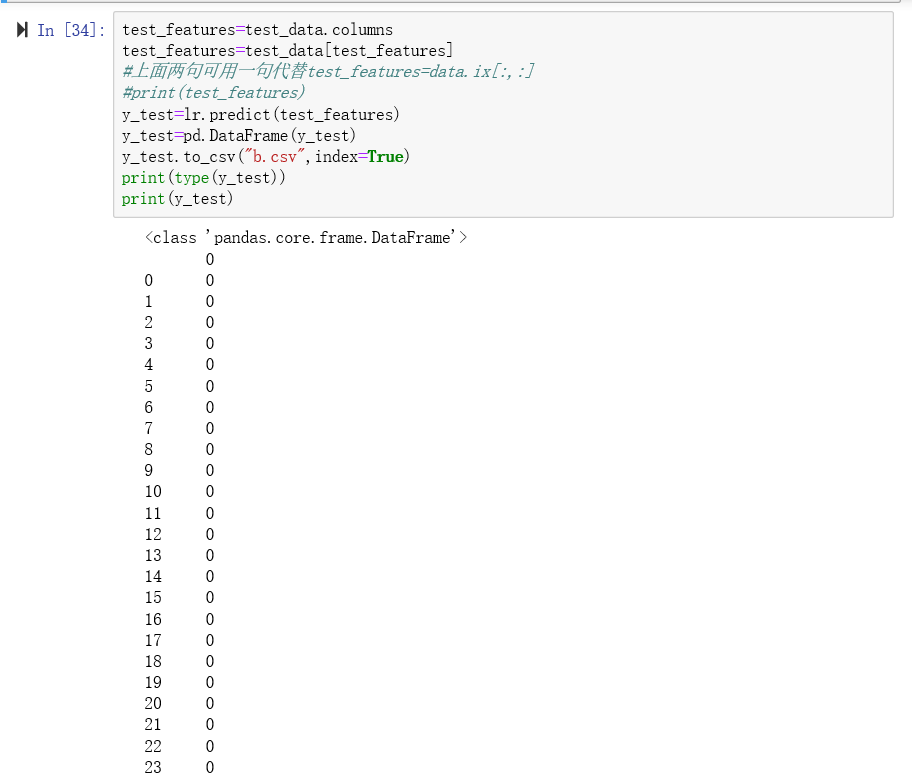 In [34]:
test_features=test_data.columns
test_features=test_data[test_features]
#上面两句可用一句代替test_features=data.ix[:,:]
#print(test_features)
y_test=lr.predict(test_features)
y_test=pd.DataFrame(y_test)
y_test.to_csv("b.csv",index=True)
print(type(y_test))
print(y_test)
<class 'pandas.core.frame.DataFrame'>
0
0 0
1 0
2 0
3 0
4 0
5 0
6 0
7 0
8 0
9 0
10 0
11 0
12 0
13 0
14 0
15 0
16 0
17 0
18 0
19 0
20 0
21 0
22 0
23 0